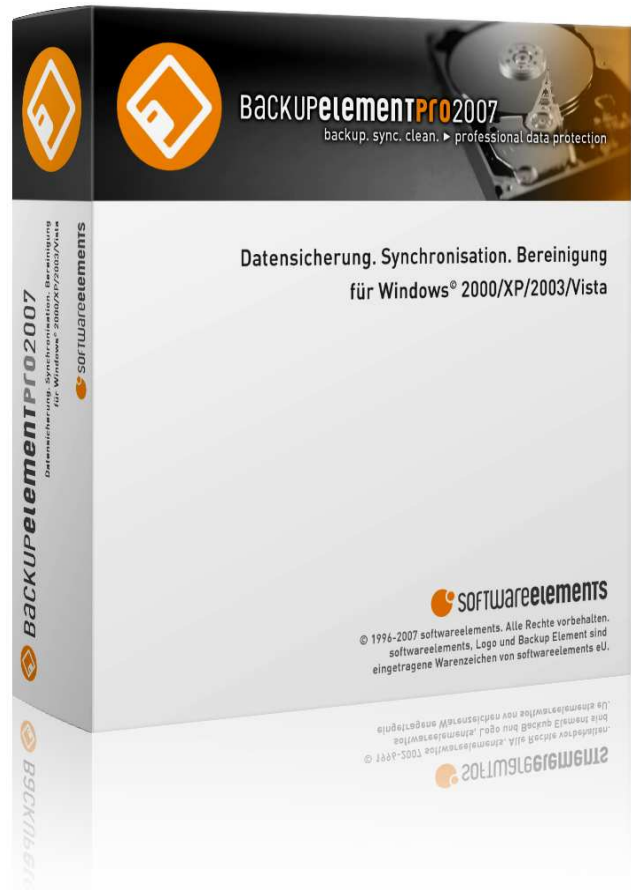 BACKUPelementPro2007
backup. sync. clean. ▸ professional data protection
Datensicherung. Synchronisation. Bereinigung
für Windows® 2000/XP/2003/Vista
softwareelements
© 1996-2007 softwareelements. Alle Rechte vorbehalten.
softwareelements, Logo und Backup Element sind
eingetragene Warenzeichen von softwareelements eU.
BACKUPelementPro2007
Datensicherung. Synchronisation. Bereinigung
für Windows® 2000/XP/2003/Vista
softwareelements